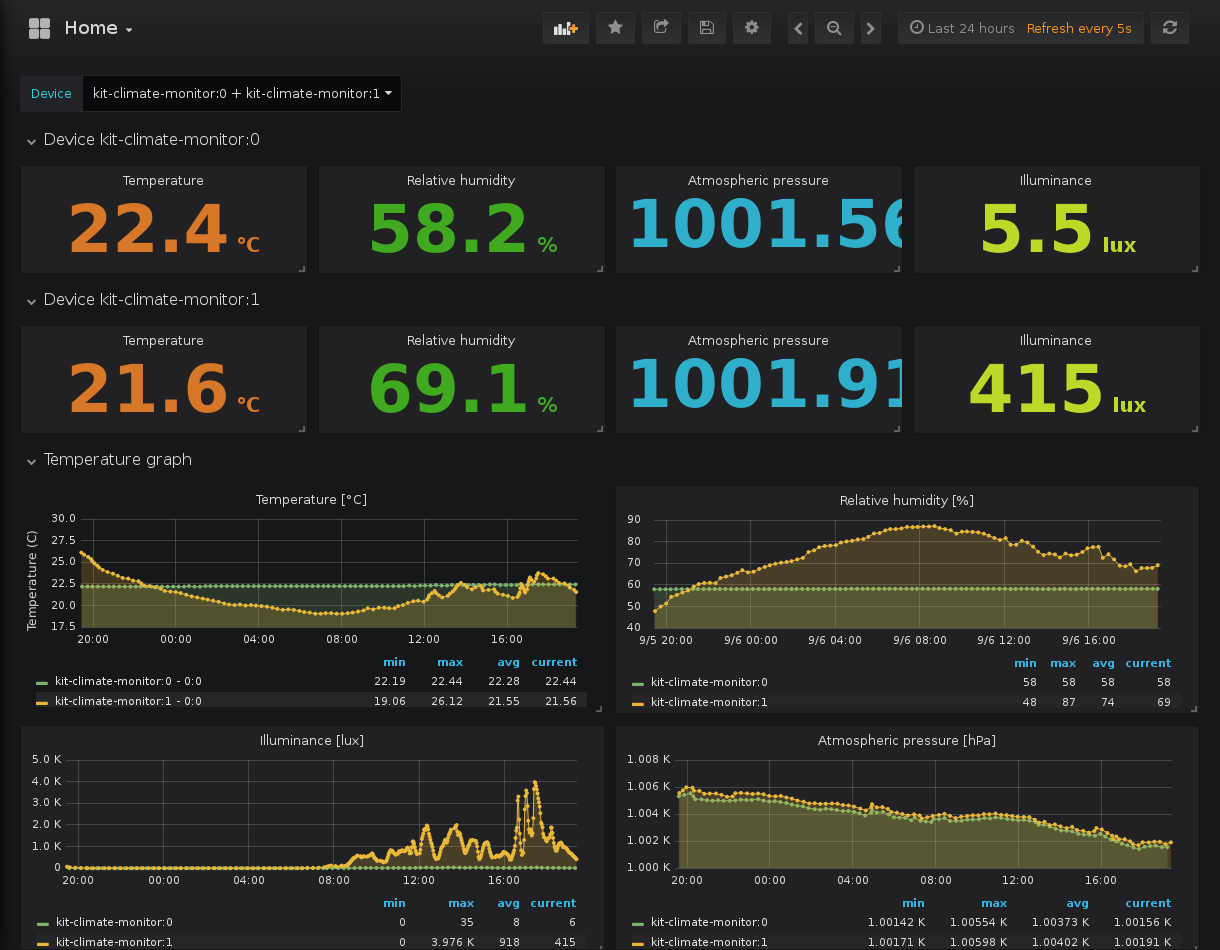 Home
Last 24 hours Refresh every 5s
Device kit-climate-monitor:0 + kit-climate-monitor:1
Device kit-climate-monitor:0
Temperature Relative humidity Atmospheric pressure Illuminance
22.4 °C 58.2 % 1001.56 5.5 lux
Device kit-climate-monitor:1
Temperature Relative humidity Atmospheric pressure Illuminance
21.6 °C 69.1 % 1001.91 415 lux
Temperature graph
Temperature [°C]
Temperature (C)
30.0
27.5
25.0
22.5
20.0
17.5
20:00 00:00 04:00 08:00 12:00 16:00
min max avg current
kit-climate-monitor:0 - 0:0 22.19 22.44 22.28 22.44
kit-climate-monitor:1 - 0:0 19.06 26.12 21.55 21.56
Relative humidity [%]
90
80
70
60
50
40
9/5 20:00 9/6 00:00 9/6 04:00 9/6 08:00 9/6 12:00 9/6 16:00
min max avg current
kit-climate-monitor:0 58 58 58 58
kit-climate-monitor:1 48 87 74 69
Illuminance [lux]
5.0 K
4.0 K
3.0 K
2.0 K
1.0 K
0
20:00 00:00 04:00 08:00 12:00 16:00
min max avg current
kit-climate-monitor:0 0 35 8 6
kit-climate-monitor:1 0 3.976 K 918 415
Atmospheric pressure [hPa]
1.008 K
1.006 K
1.004 K
1.002 K
1.000 K
20:00 00:00 04:00 08:00 12:00 16:00
min max avg current
kit-climate-monitor:0 1.00142 K 1.00554 K 1.00373 K 1.00156 K
kit-climate-monitor:1 1.00171 K 1.00598 K 1.00402 K 1.00191 K